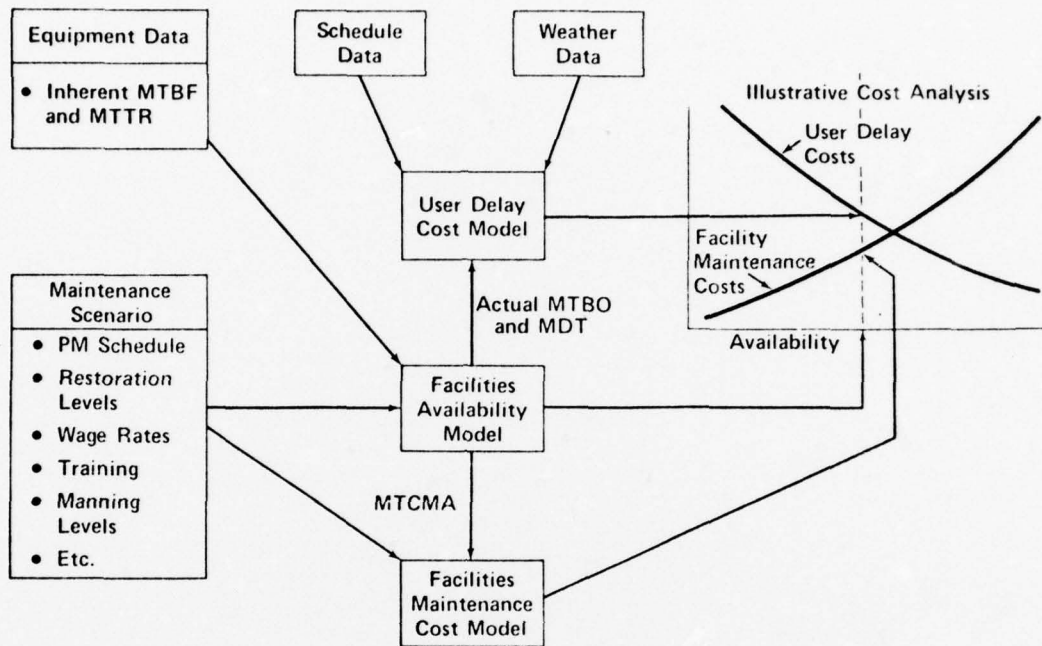 Equipment Data
• Inherent MTBF
and MTTR
Schedule
Data
Weather
Data
Illustrative Cost Analysis
User Delay
Costs
Facility
Maintenance
Costs
Availability
User Delay
Cost Model
Actual MTBO
and MDT
Maintenance
Scenario
• PM Schedule
• Restoration
Levels
• Wage Rates
• Training
• Manning
Levels
• Etc.
Facilities
Availability
Model
MTCMA
Facilities
Maintenance
Cost Model